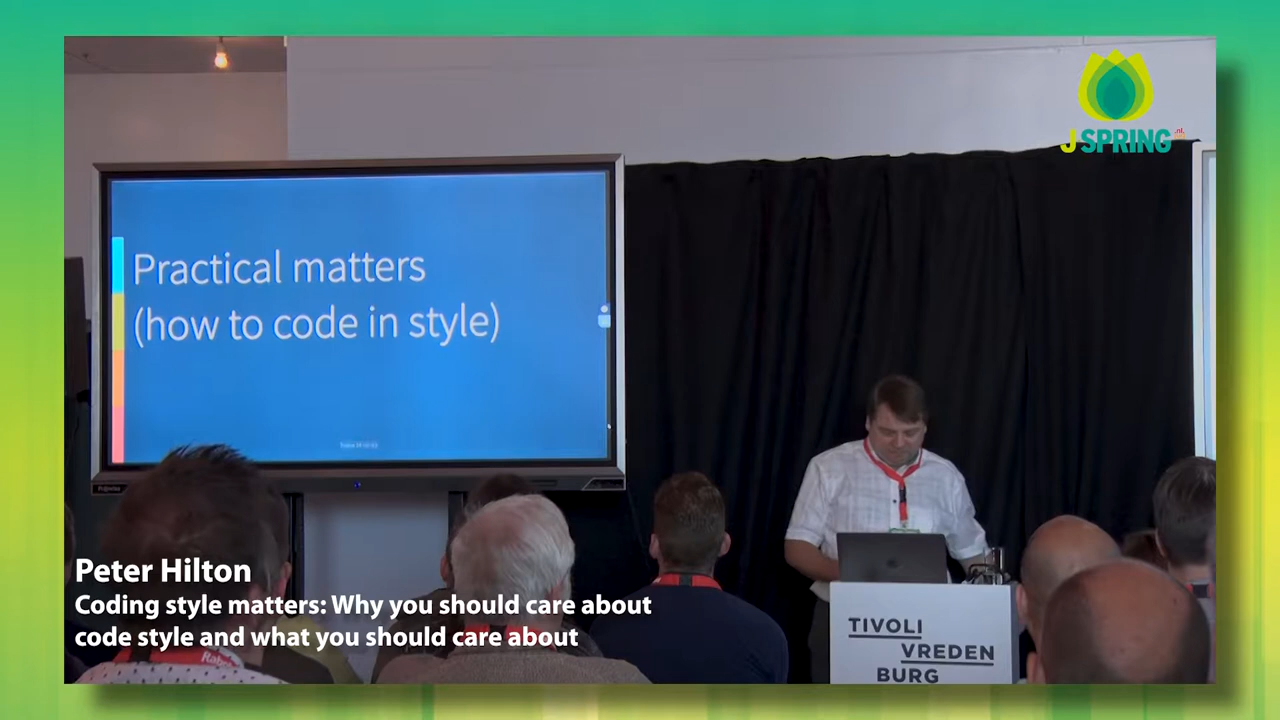 J SPRING
.nl
Practical matters
(how to code in style)
Peter Hilton
Coding style matters: Why you should care about
code style and what you should care about
TIVOLI
VREDEN
BURG